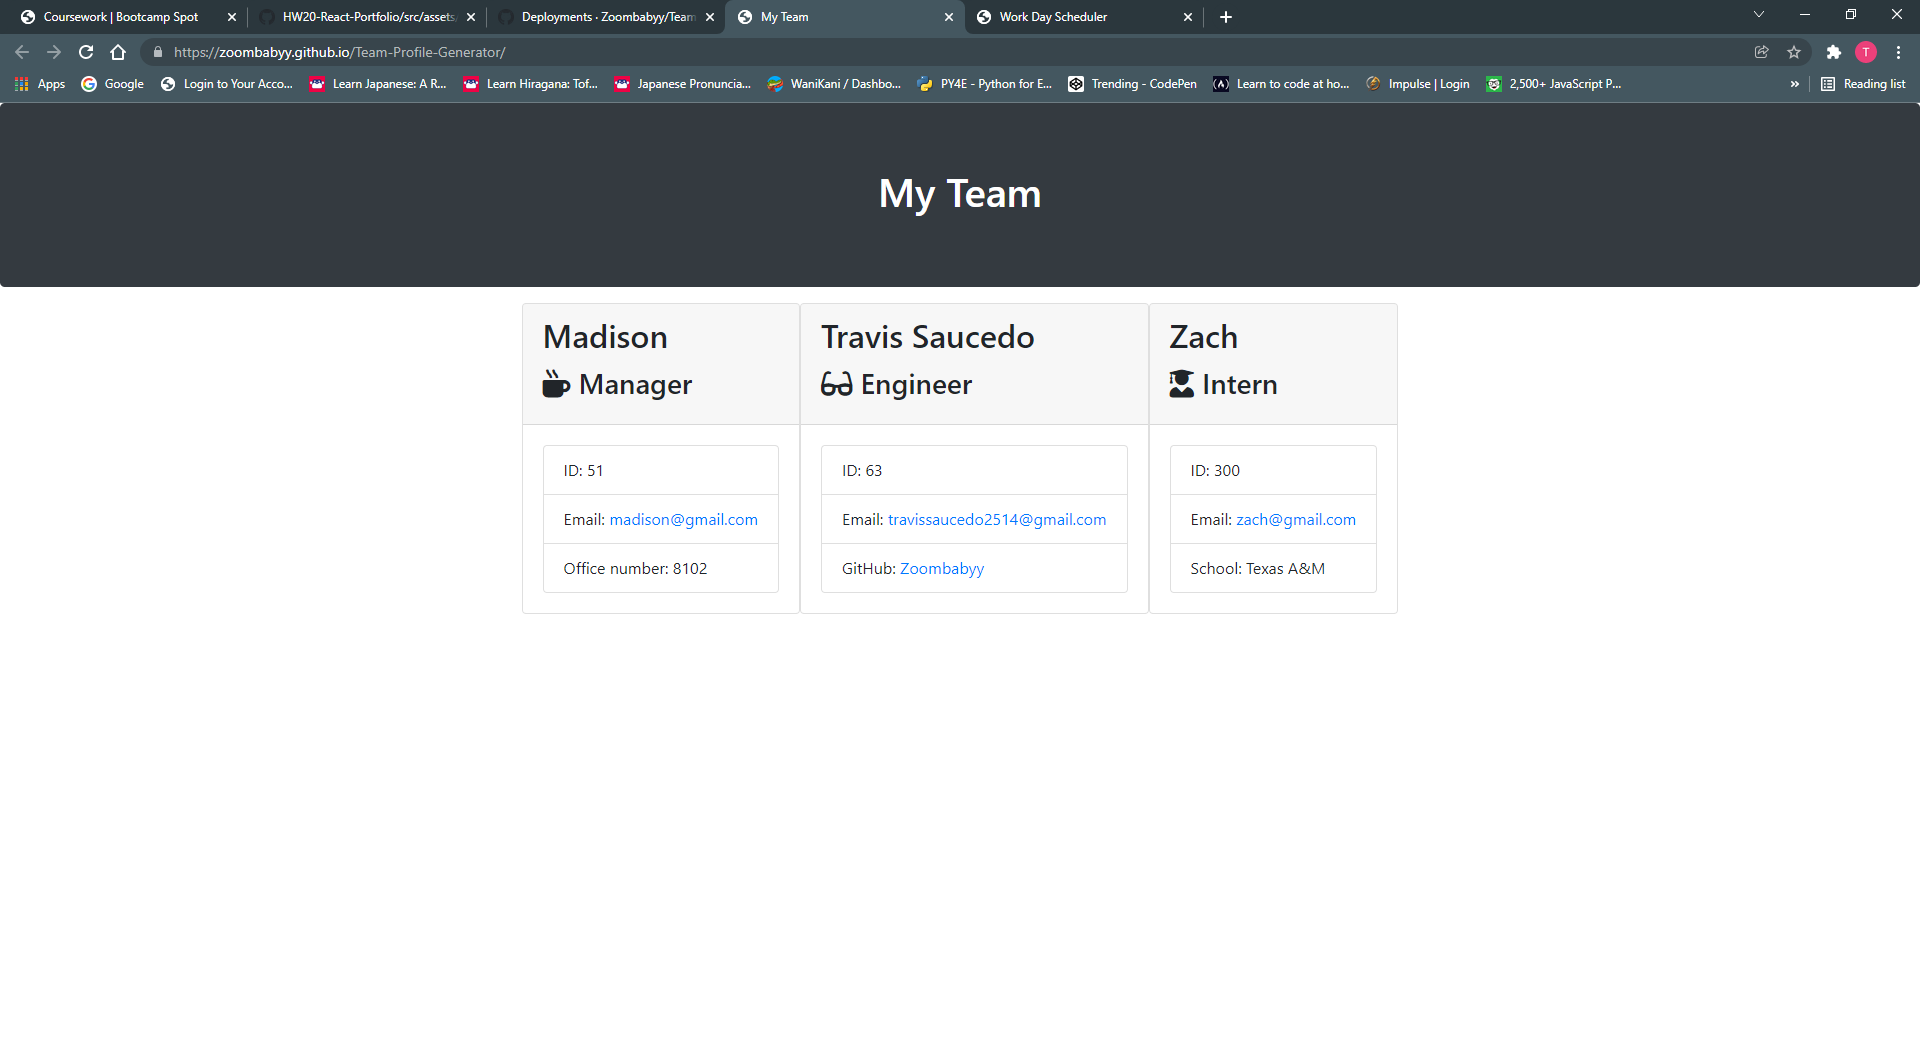 Coursework | Bootcamp Spot
HW20-React-Portfolio/src/assets
Deployments · Zoombabyy/Team
My Team
Work Day Scheduler
https://zoombabyy.github.io/Team-Profile-Generator/
T
Apps
Google
Login to Your Acco...
Learn Japanese: A R...
Learn Hiragana: Tof...
Japanese Pronuncia...
WaniKani / Dashbo...
PY4E - Python for E...
Trending - CodePen
Learn to code at ho...
Impulse | Login
2,500+ JavaScript P...
»
Reading list
My Team
Madison
Manager
ID: 51
Email: madison@gmail.com
Office number: 8102
Travis Saucedo
Engineer
ID: 63
Email: travissaucedo2514@gmail.com
GitHub: Zoombabyy
Zach
Intern
ID: 300
Email: zach@gmail.com
School: Texas A&M